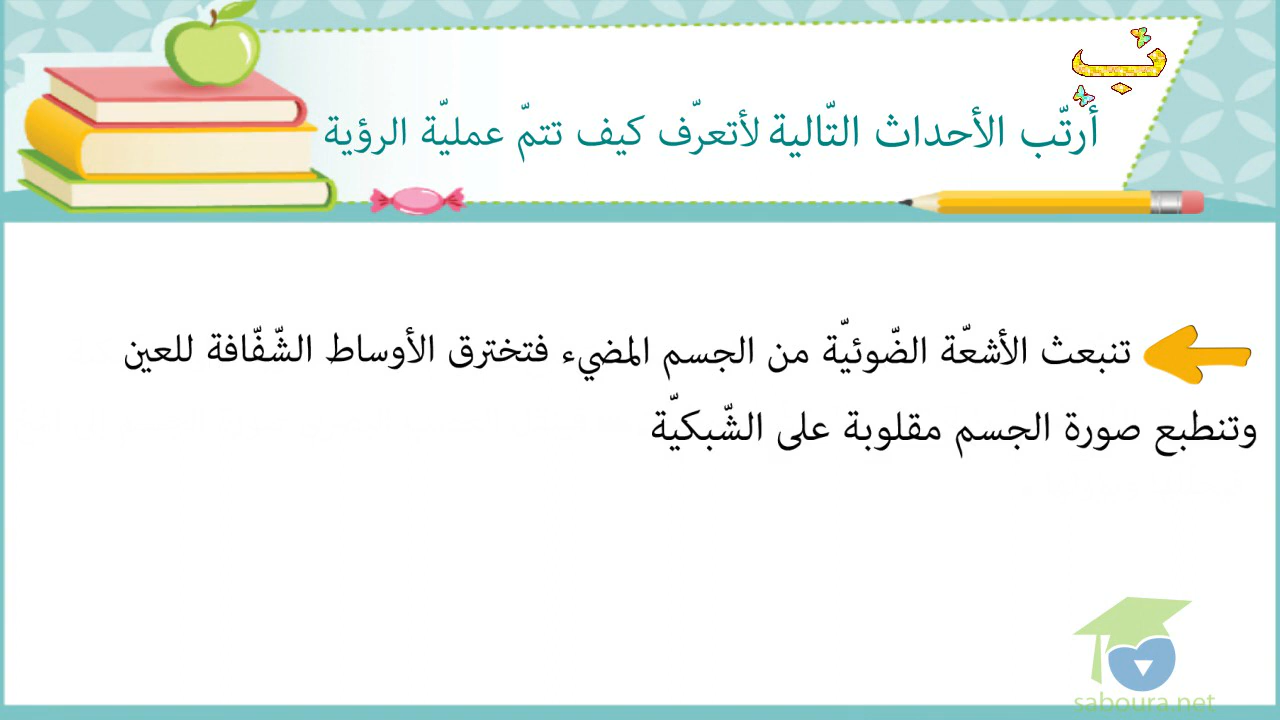 ب
أرتّب الأحداث التّالية لأتعرّف كيف تتمّ عمليّة الرؤية
تنبعث الأشعّة الضّوئيّة من الجسم المضيء فتخترق الأوساط الشّفّافة للعين
وتنطبع صورة الجسم مقلوبة على الشّبكيّة
saboura.net